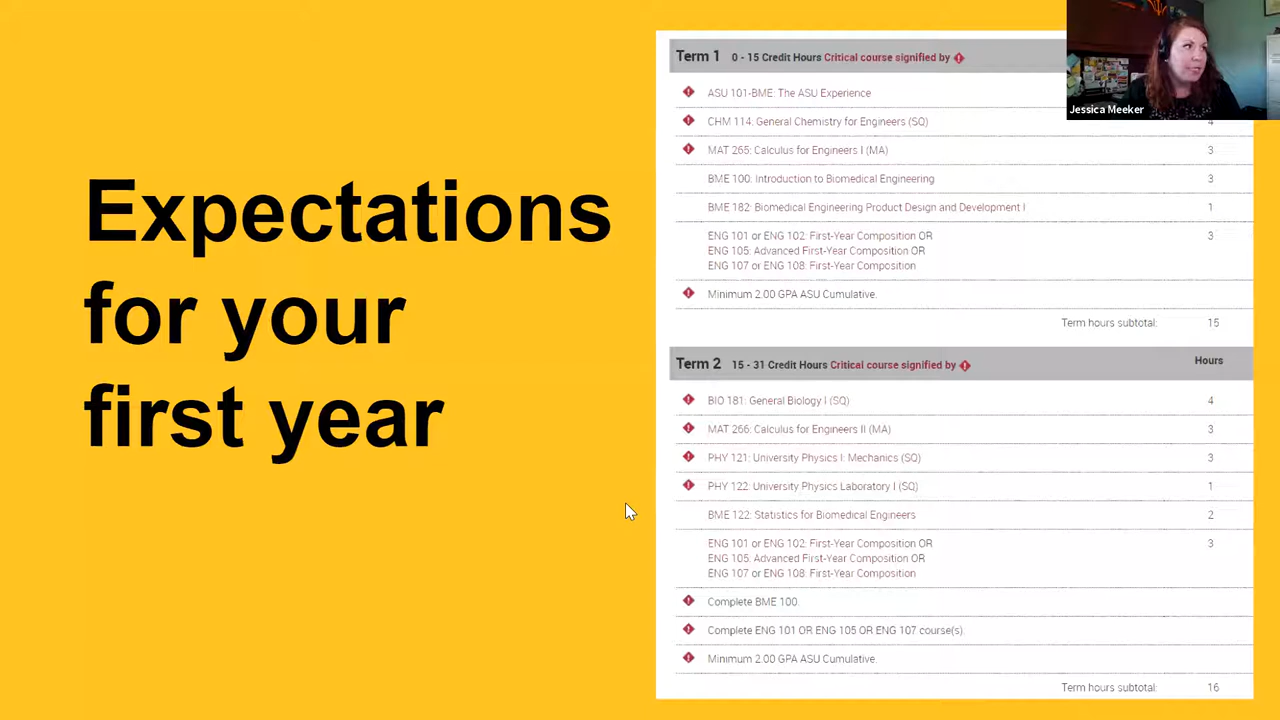 Expectations
for your
first year
Term 1 0 - 15 Credit Hours Critical course signified by
ASU 101-BME: The ASU Experience
CHM 114: General Chemistry for Engineers (SQ) 4
MAT 265: Calculus for Engineers I (MA) 3
BME 100: Introduction to Biomedical Engineering 3
BME 182: Biomedical Engineering Product Design and Development I 1
ENG 101 or ENG 102: First-Year Composition OR 3
ENG 105: Advanced First-Year Composition OR
ENG 107 or ENG 108: First-Year Composition
Minimum 2.00 GPA ASU Cumulative.
Term hours subtotal: 15
Term 2 15 - 31 Credit Hours Critical course signified by Hours
BIO 181: General Biology I (SQ) 4
MAT 266: Calculus for Engineers II (MA) 3
PHY 121: University Physics I: Mechanics (SQ) 3
PHY 122: University Physics Laboratory I (SQ) 1
BME 122: Statistics for Biomedical Engineers 2
ENG 101 or ENG 102: First-Year Composition OR 3
ENG 105: Advanced First-Year Composition OR
ENG 107 or ENG 108: First-Year Composition
Complete BME 100.
Complete ENG 101 OR ENG 105 OR ENG 107 course(s).
Minimum 2.00 GPA ASU Cumulative.
Term hours subtotal: 16
Jessica Meeker